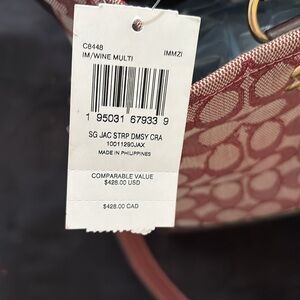 C8448
IM/WINE MULTI IMMZI
1 95031 67933 9
SG JAC STRP DMSY CRA
10011290JAX
MADE IN PHILIPPINES
COMPARABLE VALUE
$428.00 USD
$428.00 CAD